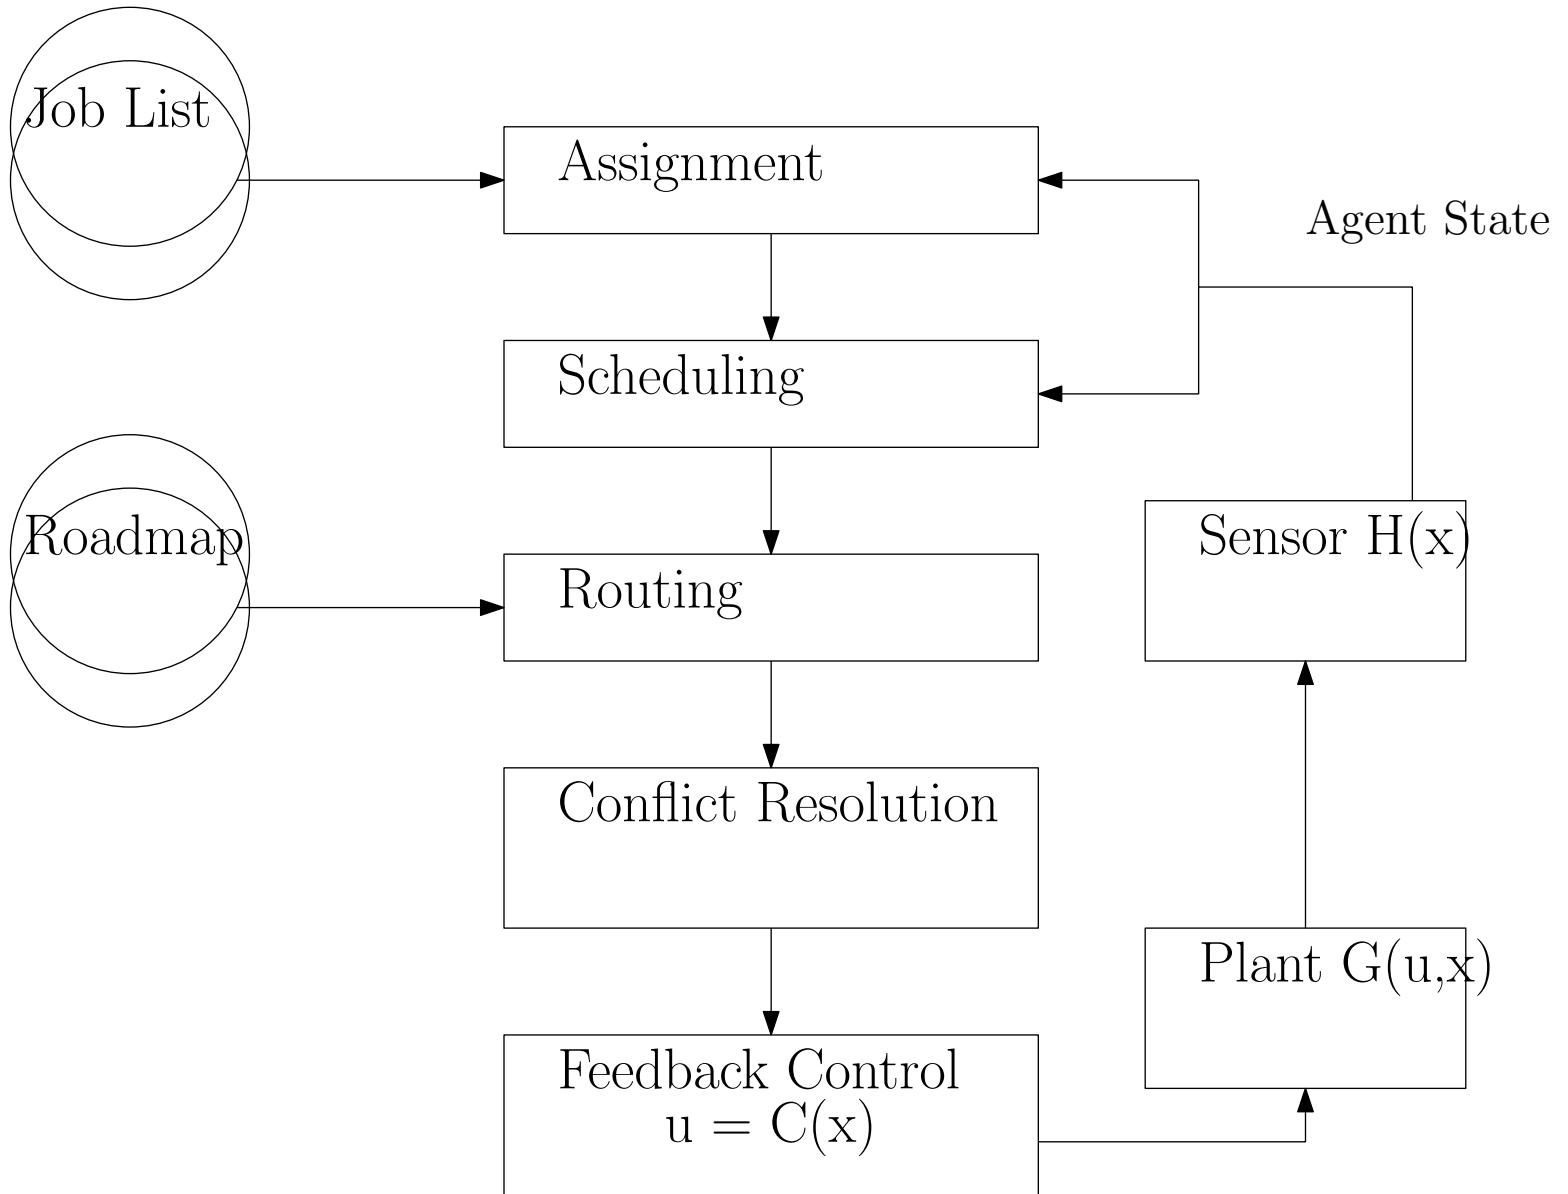 Job List
Assignment
Agent State
Scheduling
Roadmap
Sensor H(x)
Routing
Conflict Resolution
Plant G(u,x)
Feedback Control
u = C(x)